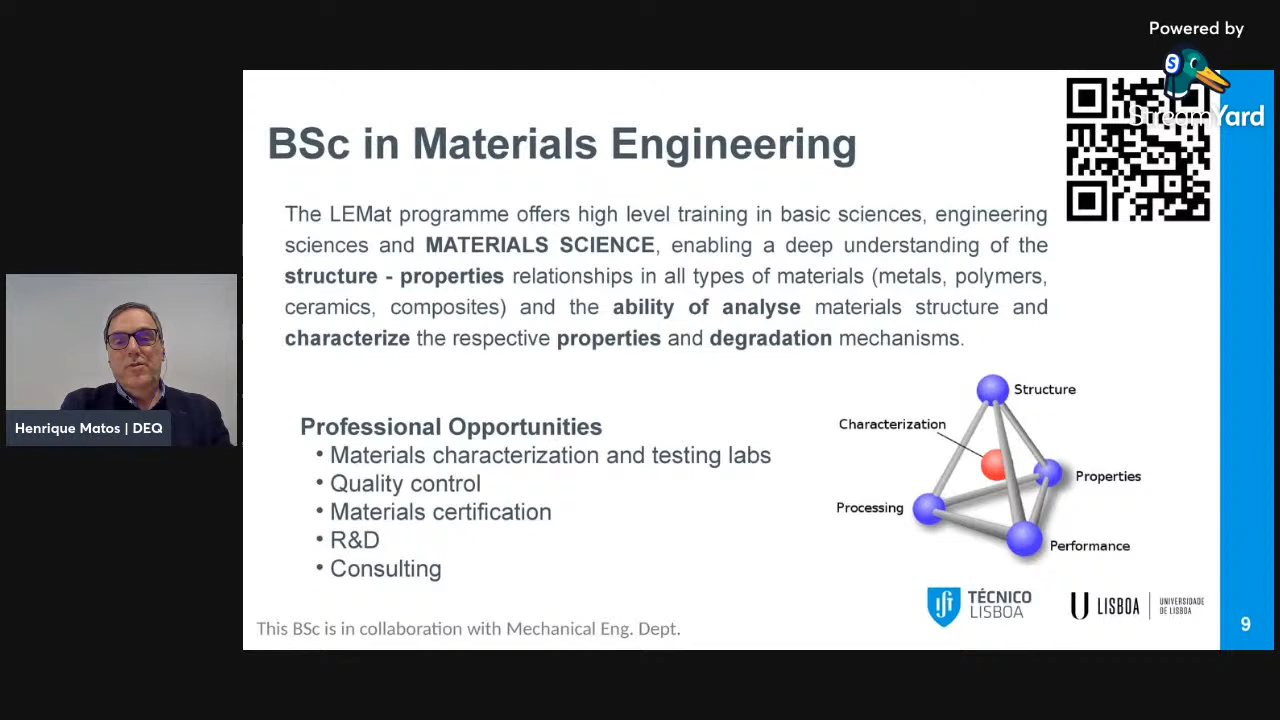 Powered by
StreamYard
BSc in Materials Engineering
The LEMat programme offers high level training in basic sciences, engineering
sciences and MATERIALS SCIENCE, enabling a deep understanding of the
structure - properties relationships in all types of materials (metals, polymers,
ceramics, composites) and the ability of analyse materials structure and
characterize the respective properties and degradation mechanisms.
Henrique Matos | DEQ
Professional Opportunities
• Materials characterization and testing labs
• Quality control
• Materials certification
• R&D
• Consulting
Structure
Characterization
Properties
Processing
Performance
TÉCNICO
LISBOA
LISBOA
UNIVERSIDADE
DE LISBOA
This BSc is in collaboration with Mechanical Eng. Dept.
9